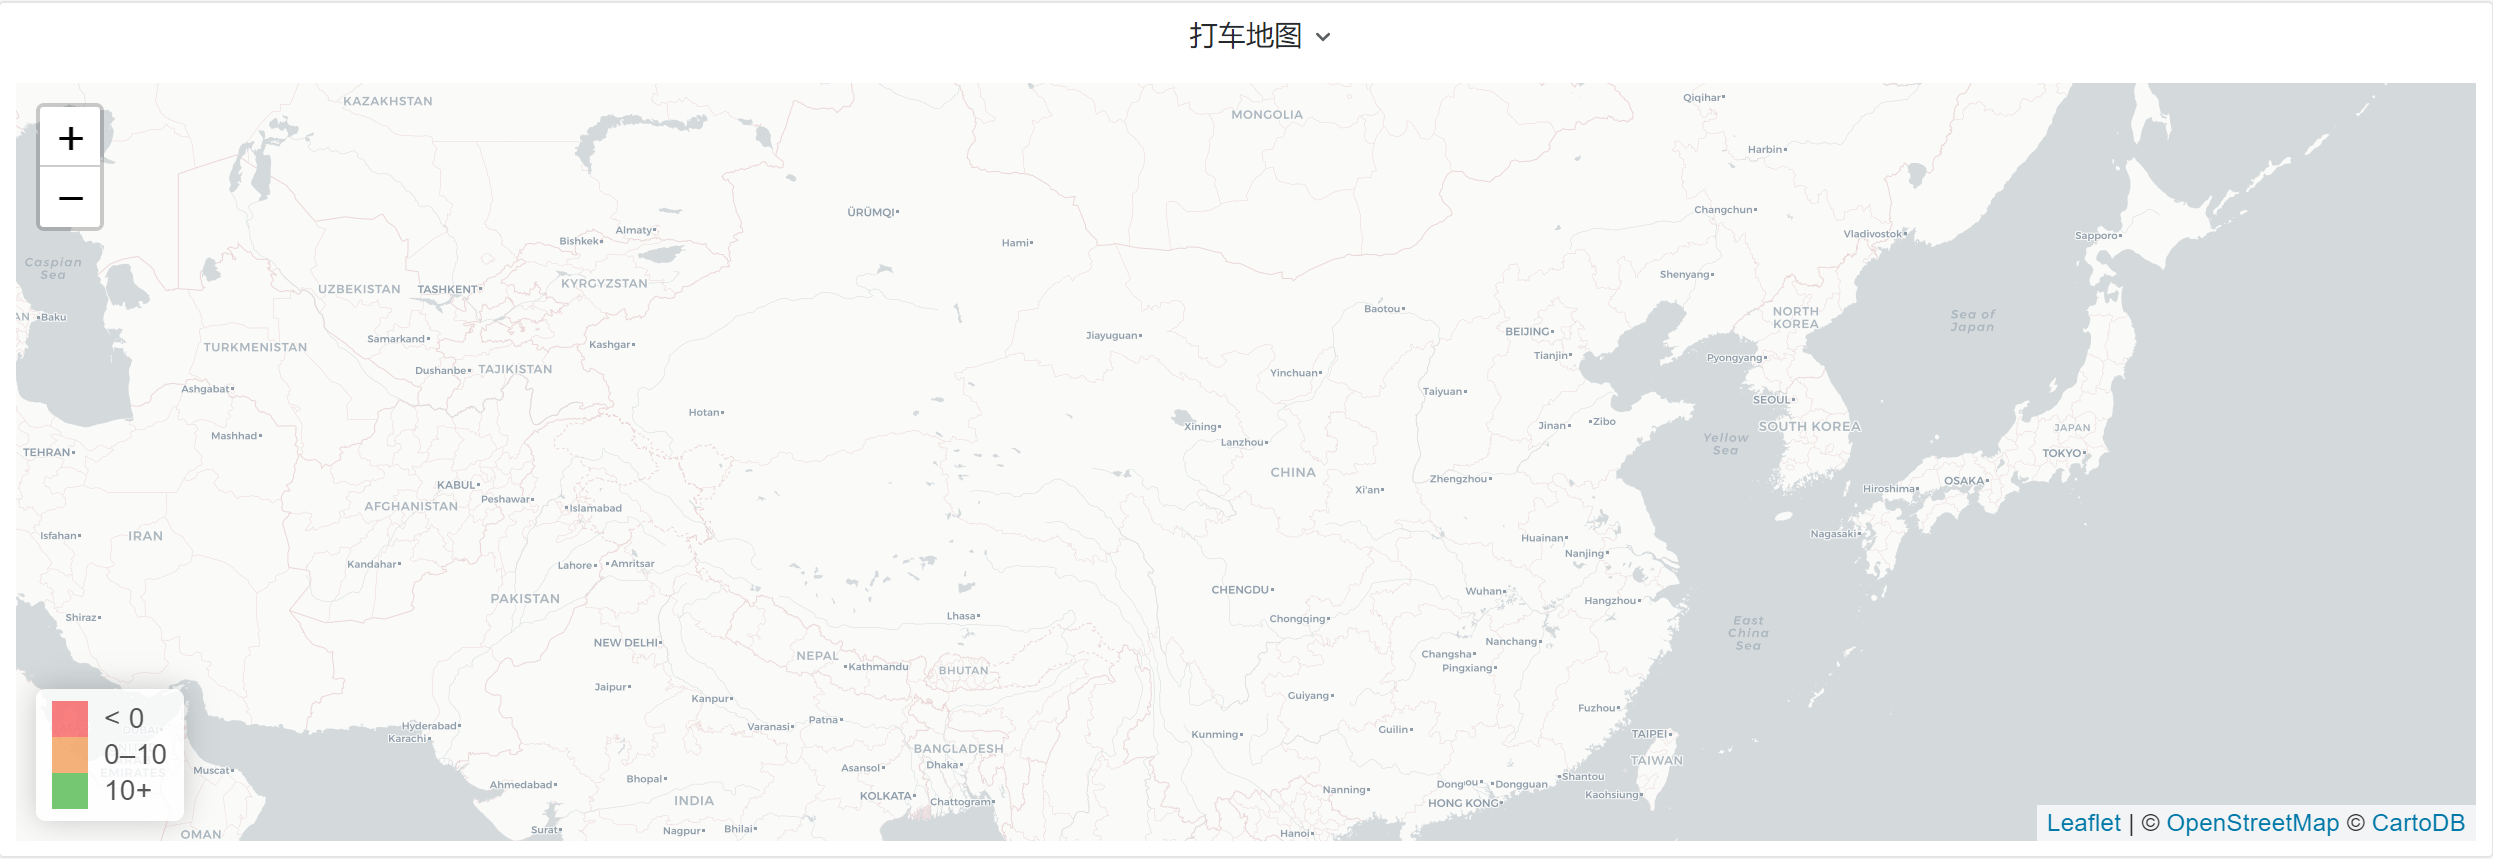 打车地图
KAZAKHSTAN
MONGOLIA
Qiqihar
+
−
Harbin
ÜRÜMQI
Changchun
Almaty
Bishkek
Hami
Vladivostok
Sapporo
Caspian
Sea
Shenyang
UZBEKISTAN
TASHKENT
KYRGYZSTAN
Baotou
NORTH
KOREA
Sea of
Japan
AN
Baku
Samarkand
Kashgar
Jiayuguan
BEIJING
Tianjin
TURKMENISTAN
Pyongyang
Dushanbe
TAJIKISTAN
Yinchuan
Ashgabat
Taiyuan
SEOUL
Hotan
Xining
Jinan
Zibo
SOUTH KOREA
JAPAN
Mashhad
Lanzhou
Yellow
Sea
TEHRAN
TOKYO
CHINA
KABUL
Zhengzhou
OSAKA
Hiroshima
Peshawar
Xi'an
AFGHANISTAN
Islamabad
IRAN
Isfahan
Huainan
Nagasaki
Nanjing
Kandahar
Lahore
Amritsar
PAKISTAN
CHENGDU
Wuhan
Hangzhou
Shiraz
Lhasa
Chongqing
East
China
Sea
NEW DELHI
Nanchang
NEPAL
Kathmandu
BHUTAN
Changsha
Pingxiang
Jaipur
Kanpur
Guiyang
Fuzhou
< 0
Hyderabad
Karachi
Varanasi
Patna
Guilin
Kunming
TAIPEI
0–10
BANGLADESH
Dhaka
TAIWAN
EMIRATES
Muscat
Asansol
Bhopal
Ahmedabad
Shantou
10+
Nanning
Dongguan
KOLKATA
Chattogram
HONG KONG
Kaohsiung
INDIA
OMAN
Surat
Nagpur
Bhilai
Hanoi
Leaflet | © OpenStreetMap © CartoDB